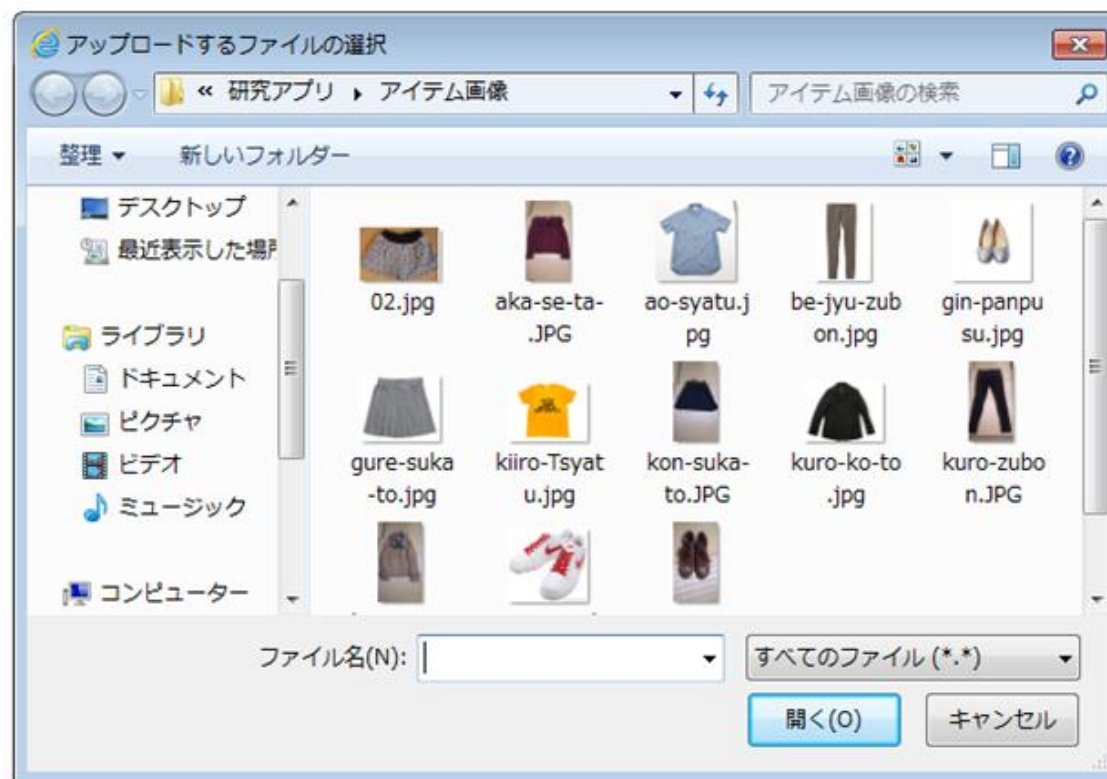 アップロードするファイルの選択
« 研究アプリ ▸ アイテム画像
アイテム画像の検索
整理 ▼ 新しいフォルダー
デスクトップ
最近表示した場所
ライブラリ
ドキュメント
ピクチャ
ビデオ
ミュージック
コンピューター
02.jpg
aka-se-ta-
.JPG
ao-syatu.j
pg
be-jyu-zub
on.jpg
gin-panpu
su.jpg
gure-suka
-to.jpg
kiiro-Tsyat
u.jpg
kon-suka-
to.JPG
kuro-ko-to
.jpg
kuro-zubo
n.JPG
ファイル名(N):
すべてのファイル (*.*)
開く(O)
キャンセル